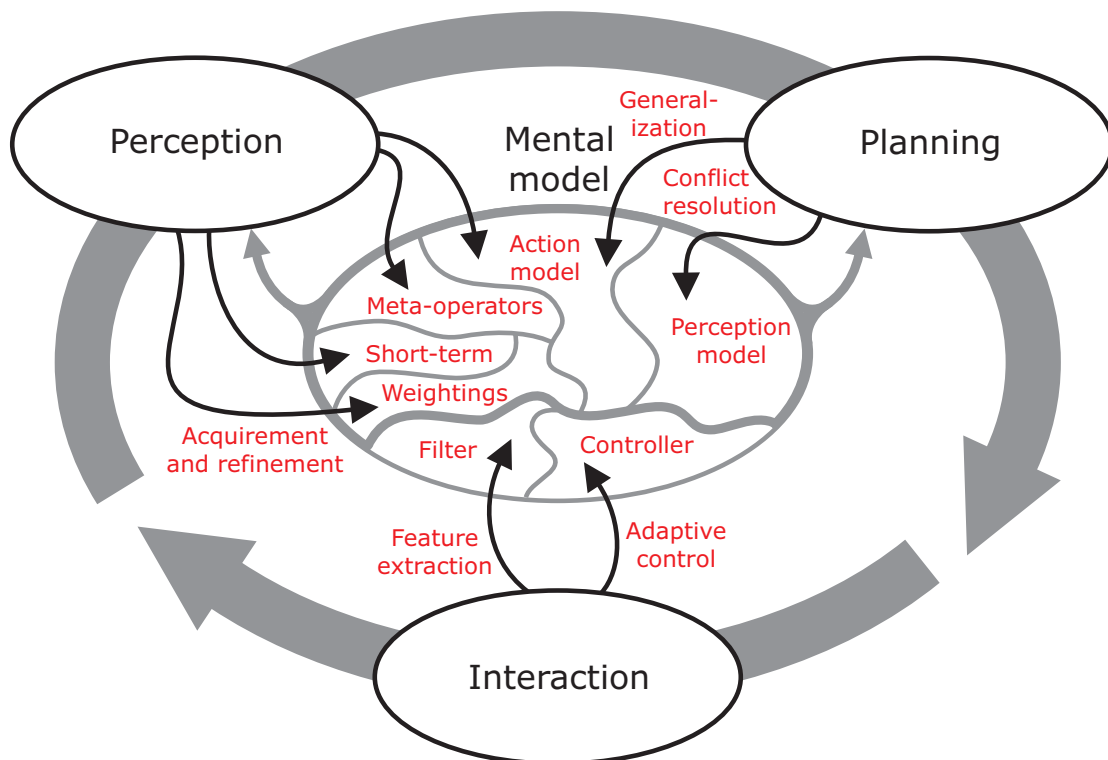 Perception
Planning
Mental
model
General-
ization
Conflict
resolution
Action
model
Meta-operators
Perception
model
Short-term
Weightings
Acquirement
and refinement
Filter
Controller
Feature
extraction
Adaptive
control
Interaction